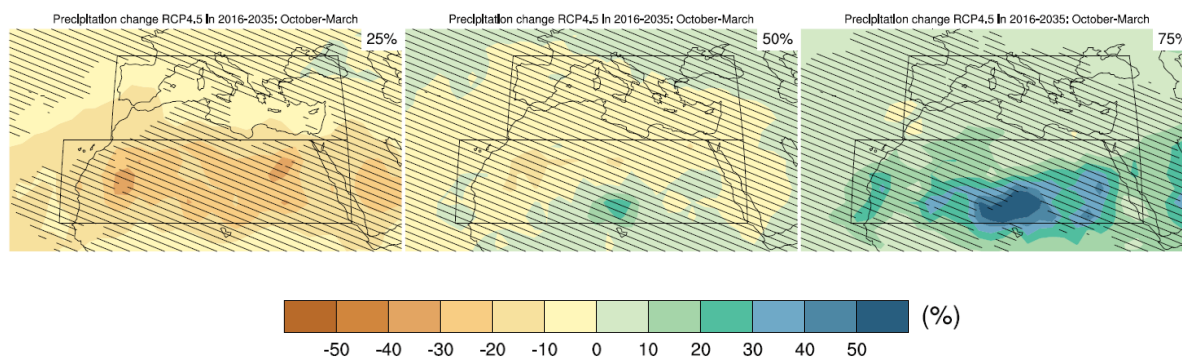 Precipitation change RCP4.5 in 2016-2035: October-March
25%
Precipitation change RCP4.5 in 2016-2035: October-March
50%
Precipitation change RCP4.5 in 2016-2035: October-March
75%
-50 -40 -30 -20 -10 0 10 20 30 40 50
(%)